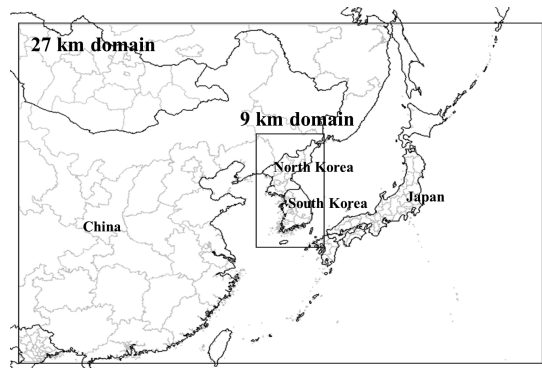 27 km domain
9 km domain
North Korea
South Korea
Japan
China